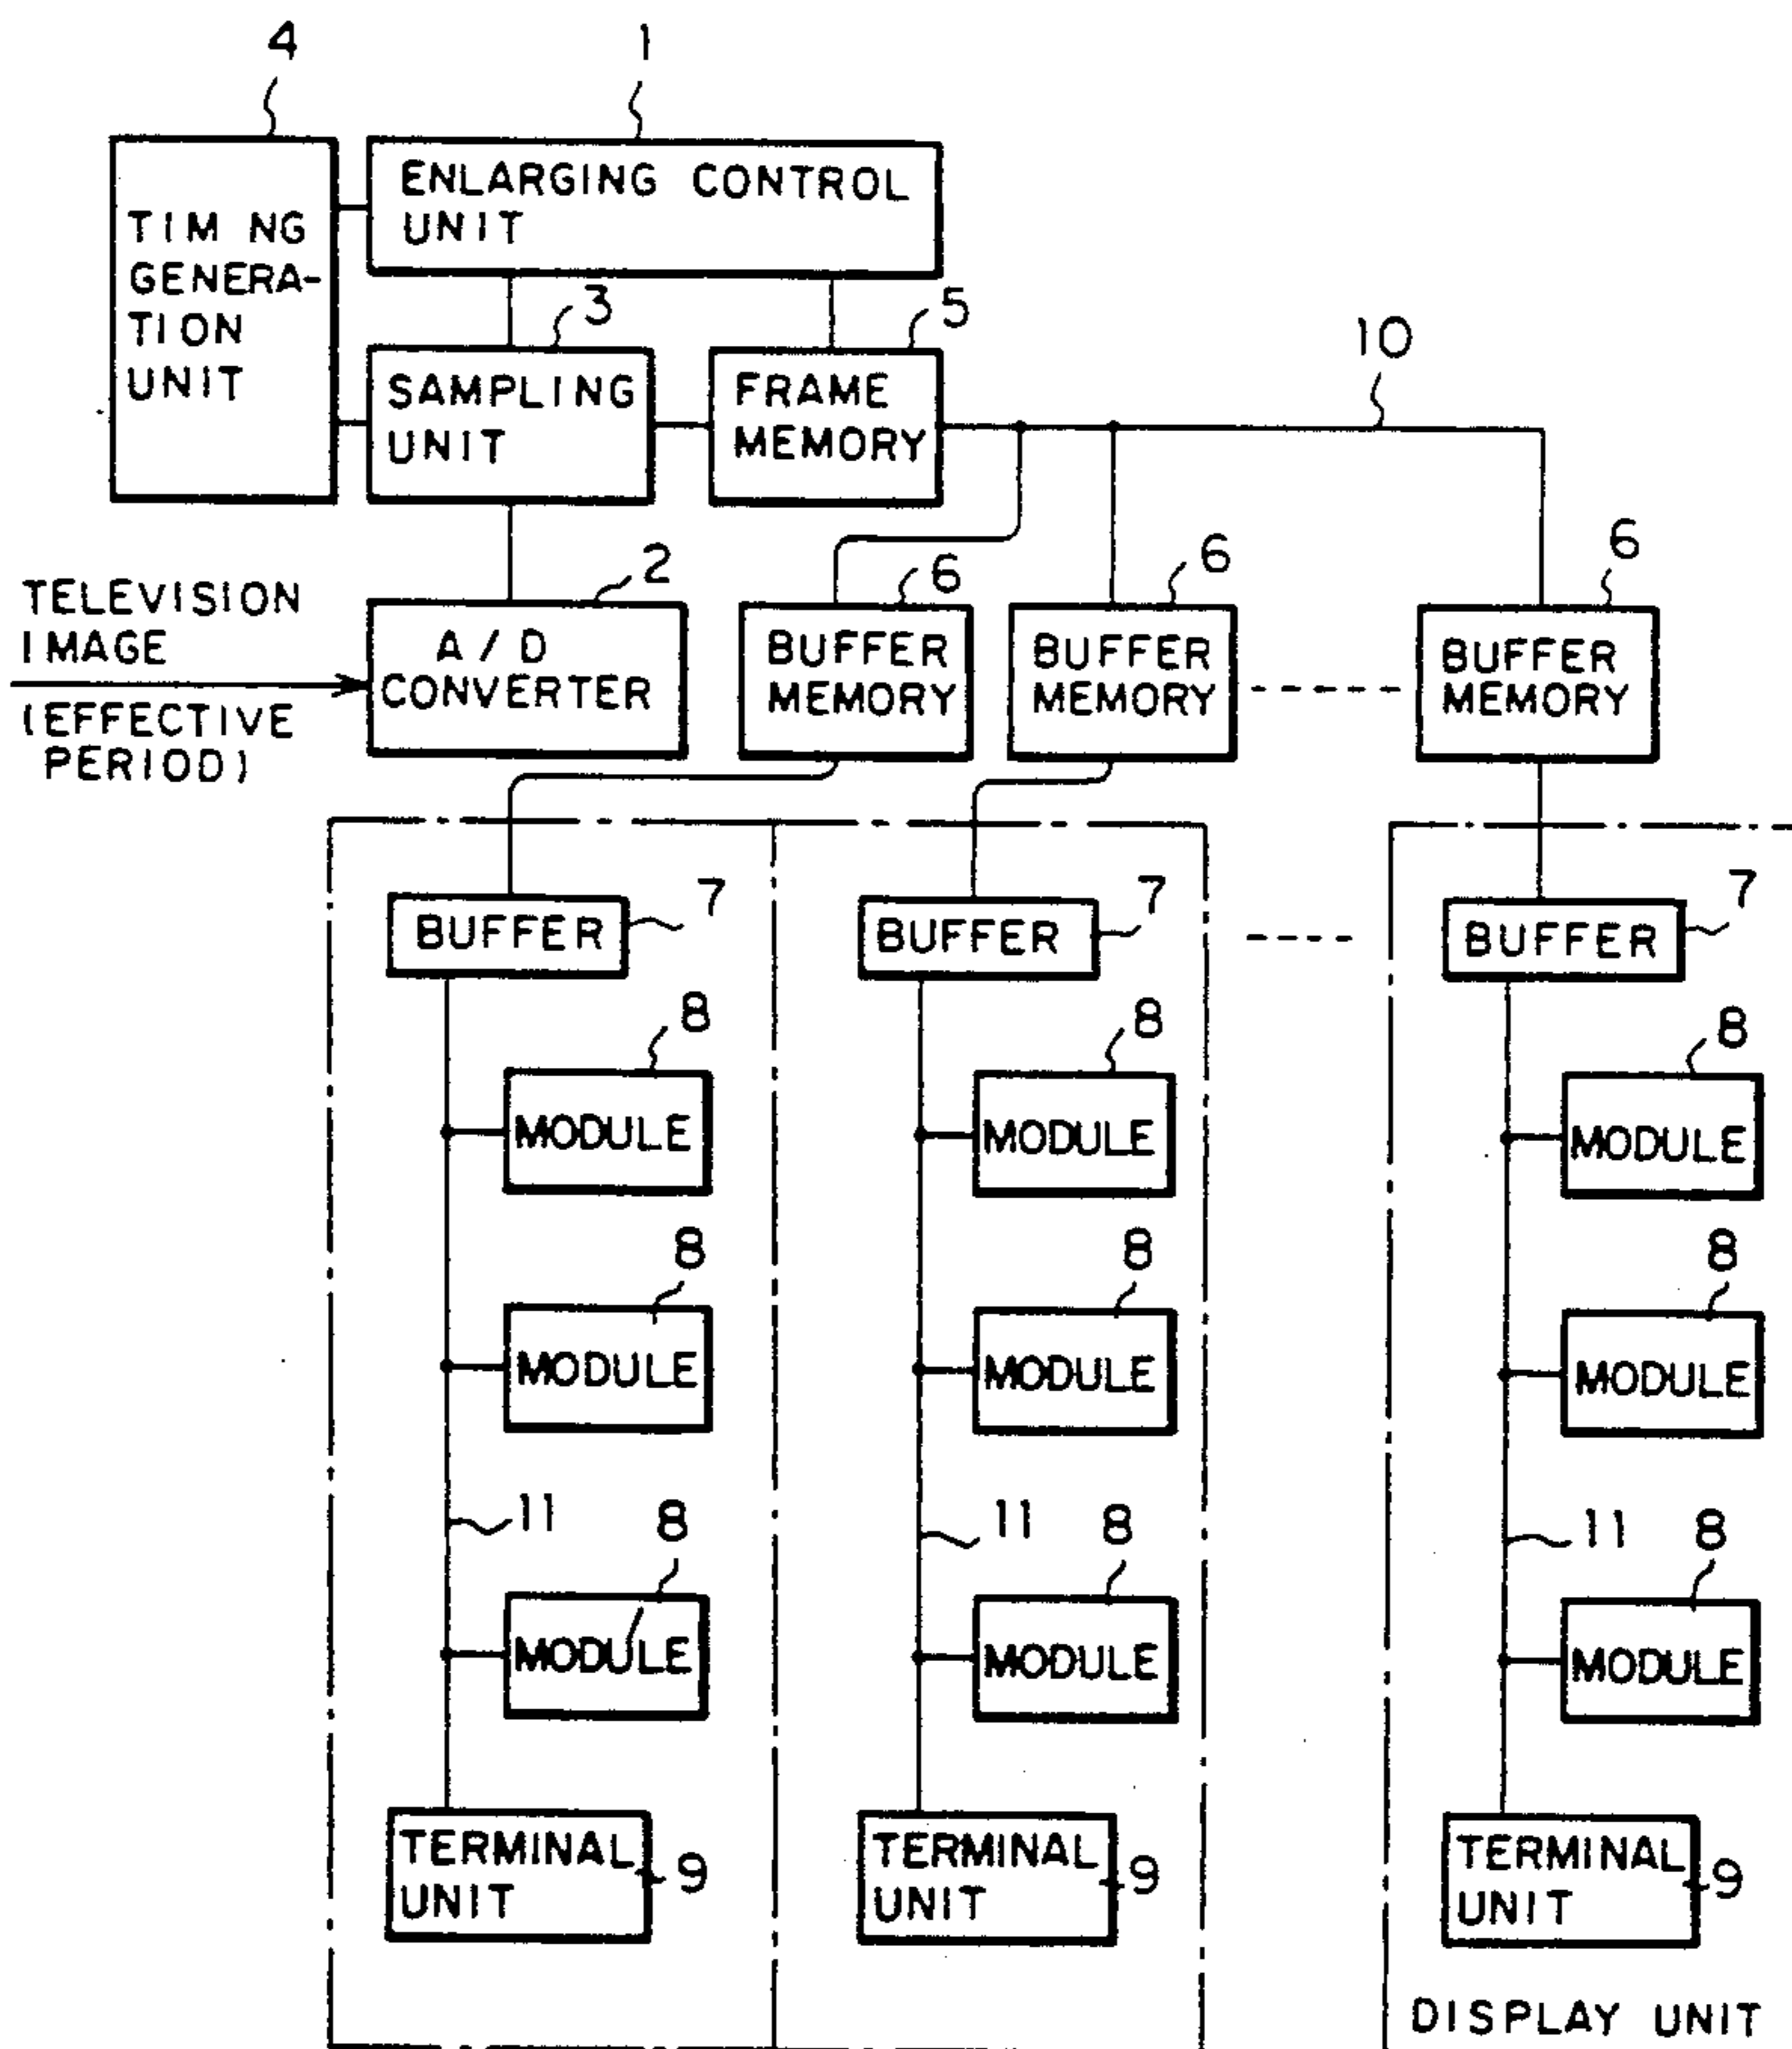 4
1
TIM NG
GENERA-
TION
UNIT
ENLARGING CONTROL
UNIT
3
5
10
SAMPLING
UNIT
FRAME
MEMORY
TELEVISION
IMAGE
(EFFECTIVE
PERIOD)
2
6
6
6
A/D
CONVERTER
BUFFER
MEMORY
BUFFER
MEMORY
BUFFER
MEMORY
BUFFER
7
BUFFER
7
BUFFER
7
8
8
8
MODULE
MODULE
MODULE
8
8
8
MODULE
MODULE
MODULE
11
8
11
8
11
8
MODULE
MODULE
MODULE
TERMINAL
UNIT
9
TERMINAL
UNIT
9
TERMINAL
UNIT
9
DISPLAY UNIT